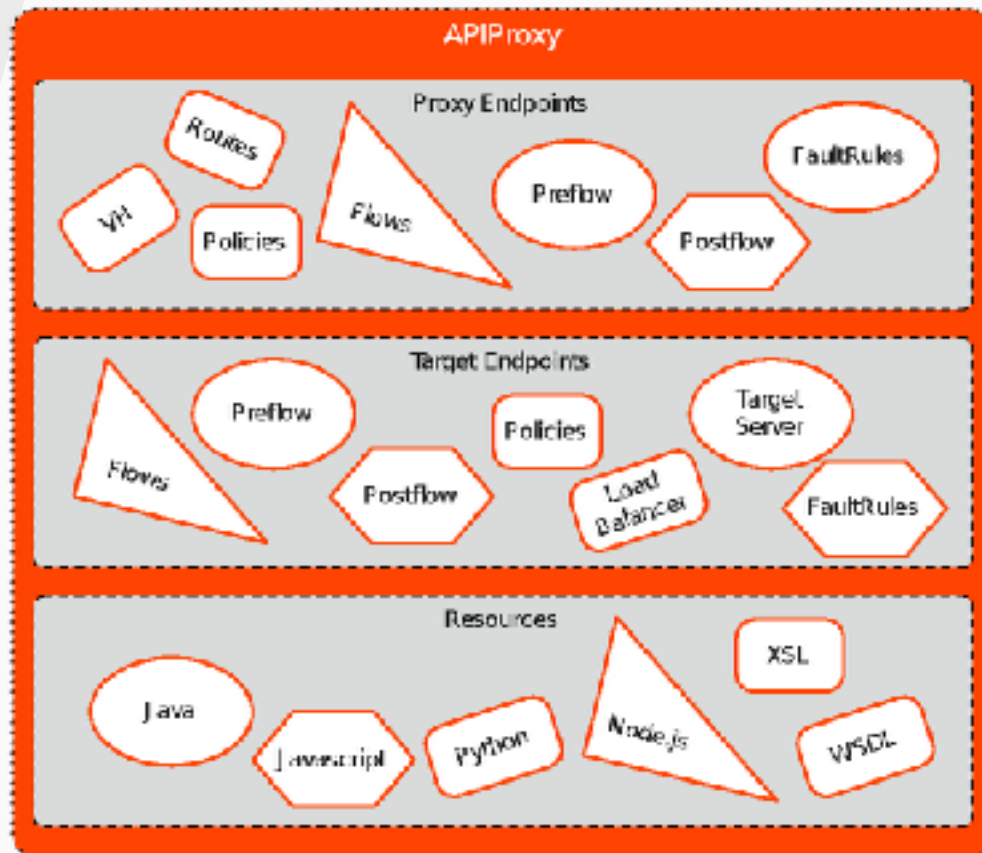 APIProxy
Proxy Endpoints
Routes
VH
Policies
Flows
Preflow
Postflow
FaultRules
Target Endpoints
Flows
Preflow
Postflow
Policies
Load
Balancer
Target
Server
FaultRules
Resources
Java
Javascript
Python
Node.js
XSL
WSDL